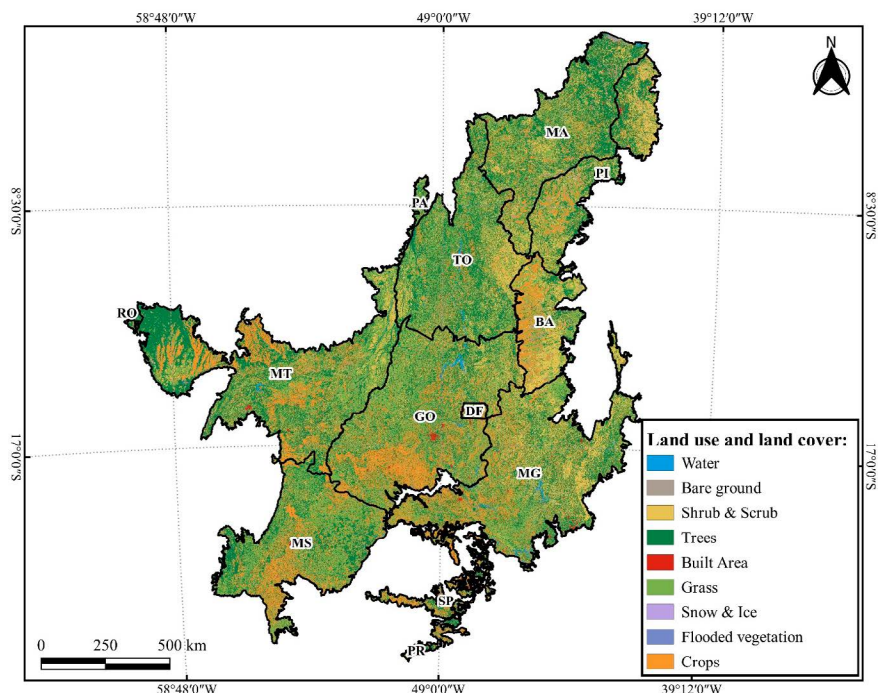 58°48'0"W 49°0'0"W 39°12'0"W
N
MA
PI
PA
8°30'0"S
8°30'0"S
TO
RO
BA
MT
GO
DF
17°0'0"S
17°0'0"S
MG
MS
SP
PR
Land use and land cover:
Water
Bare ground
Shrub & Scrub
Trees
Built Area
Grass
Snow & Ice
Flooded vegetation
Crops
0 250 500 km
58°48'0"W 49°0'0"W 39°12'0"W